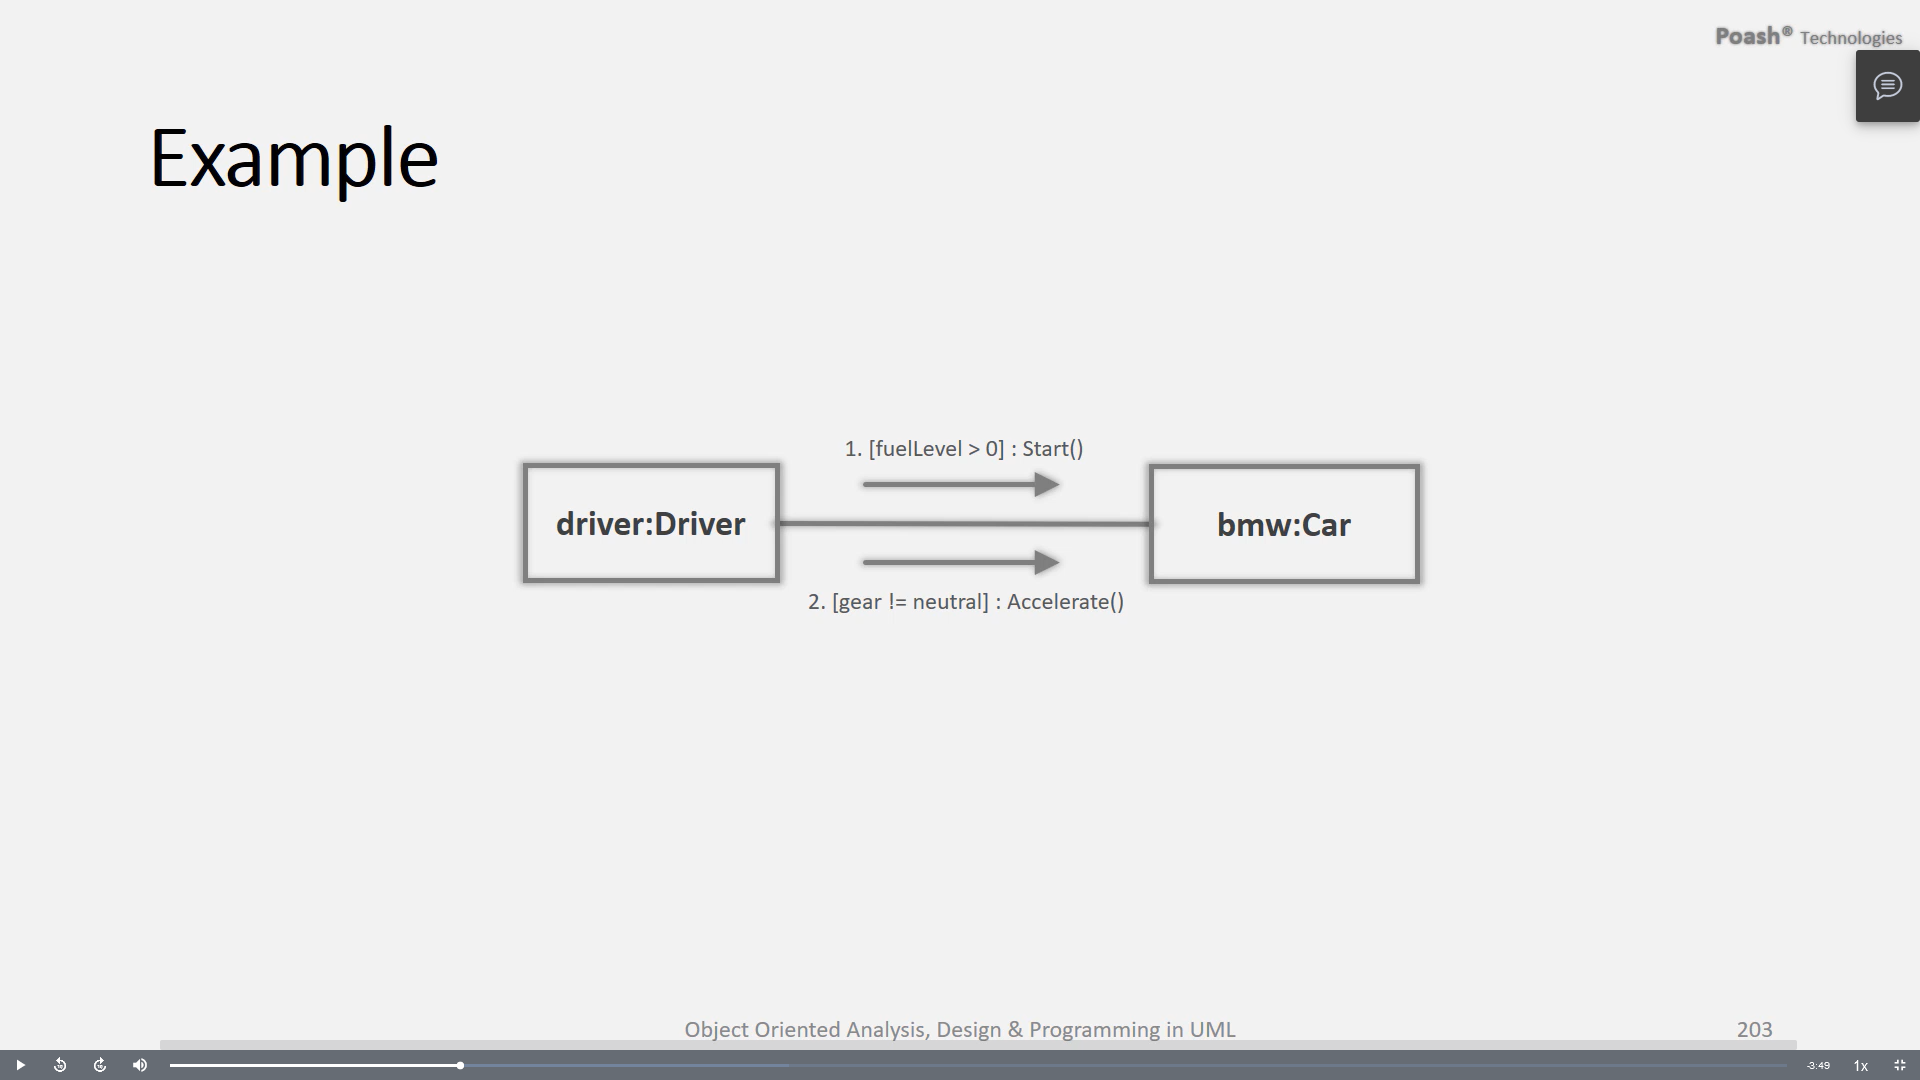 Poash® Technologies
Example
1. [fuelLevel > 0] : Start()
driver:Driver
bmw:Car
2. [gear != neutral] : Accelerate()
Object Oriented Analysis, Design & Programming in UML
203
-3:49
1x